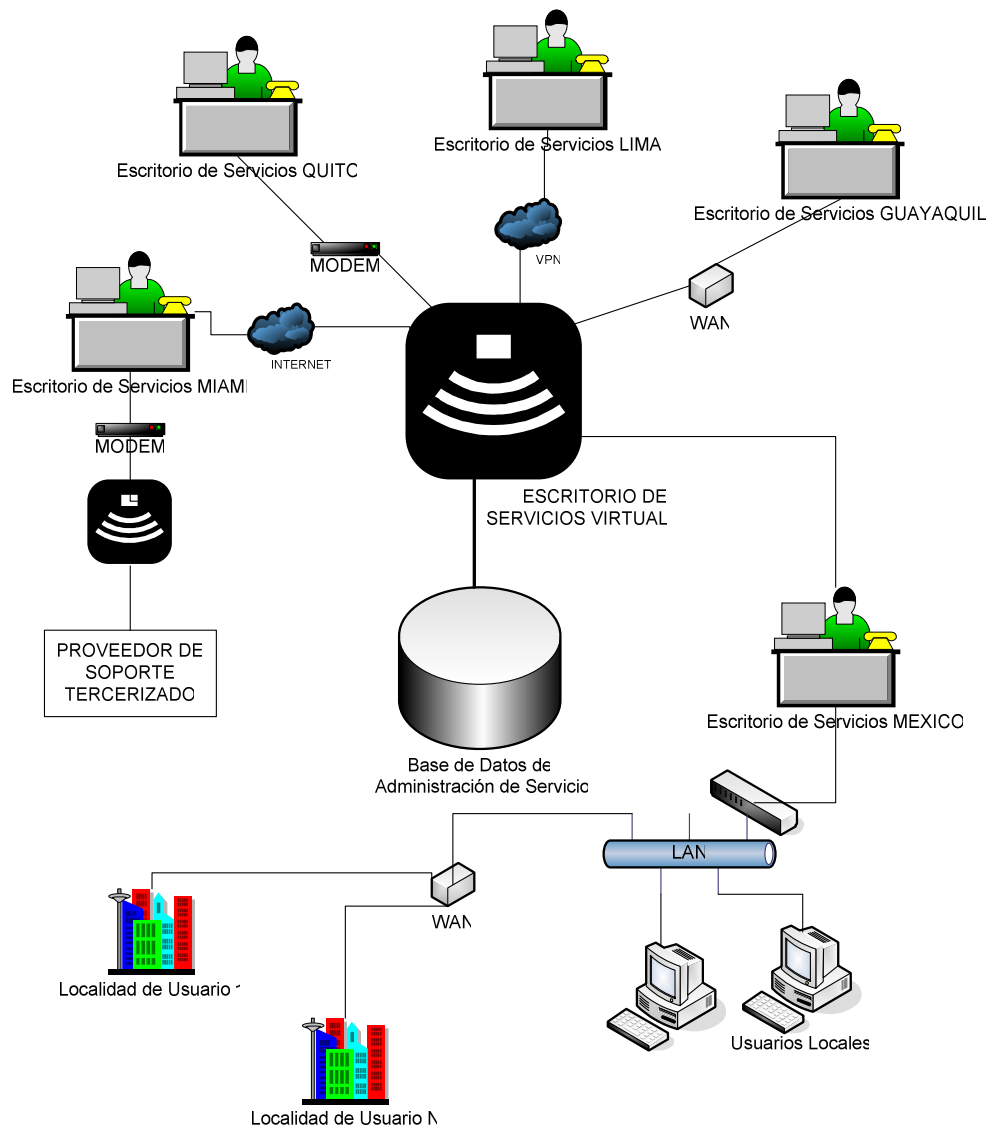 Escritorio de Servicios LIMA
Escritorio de Servicios QUITO
Escritorio de Servicios GUAYAQUIL
VPN
MODEM
WAN
INTERNET
Escritorio de Servicios MIAMI
MODEM
ESCRITORIO DE
SERVICIOS VIRTUAL
PROVEEDOR DE
SOPORTE
TERCERIZADO
Escritorio de Servicios MEXICO
Base de Datos de
Administración de Servicio
LAN
WAN
Localidad de Usuario 1
Usuarios Locales
Localidad de Usuario N